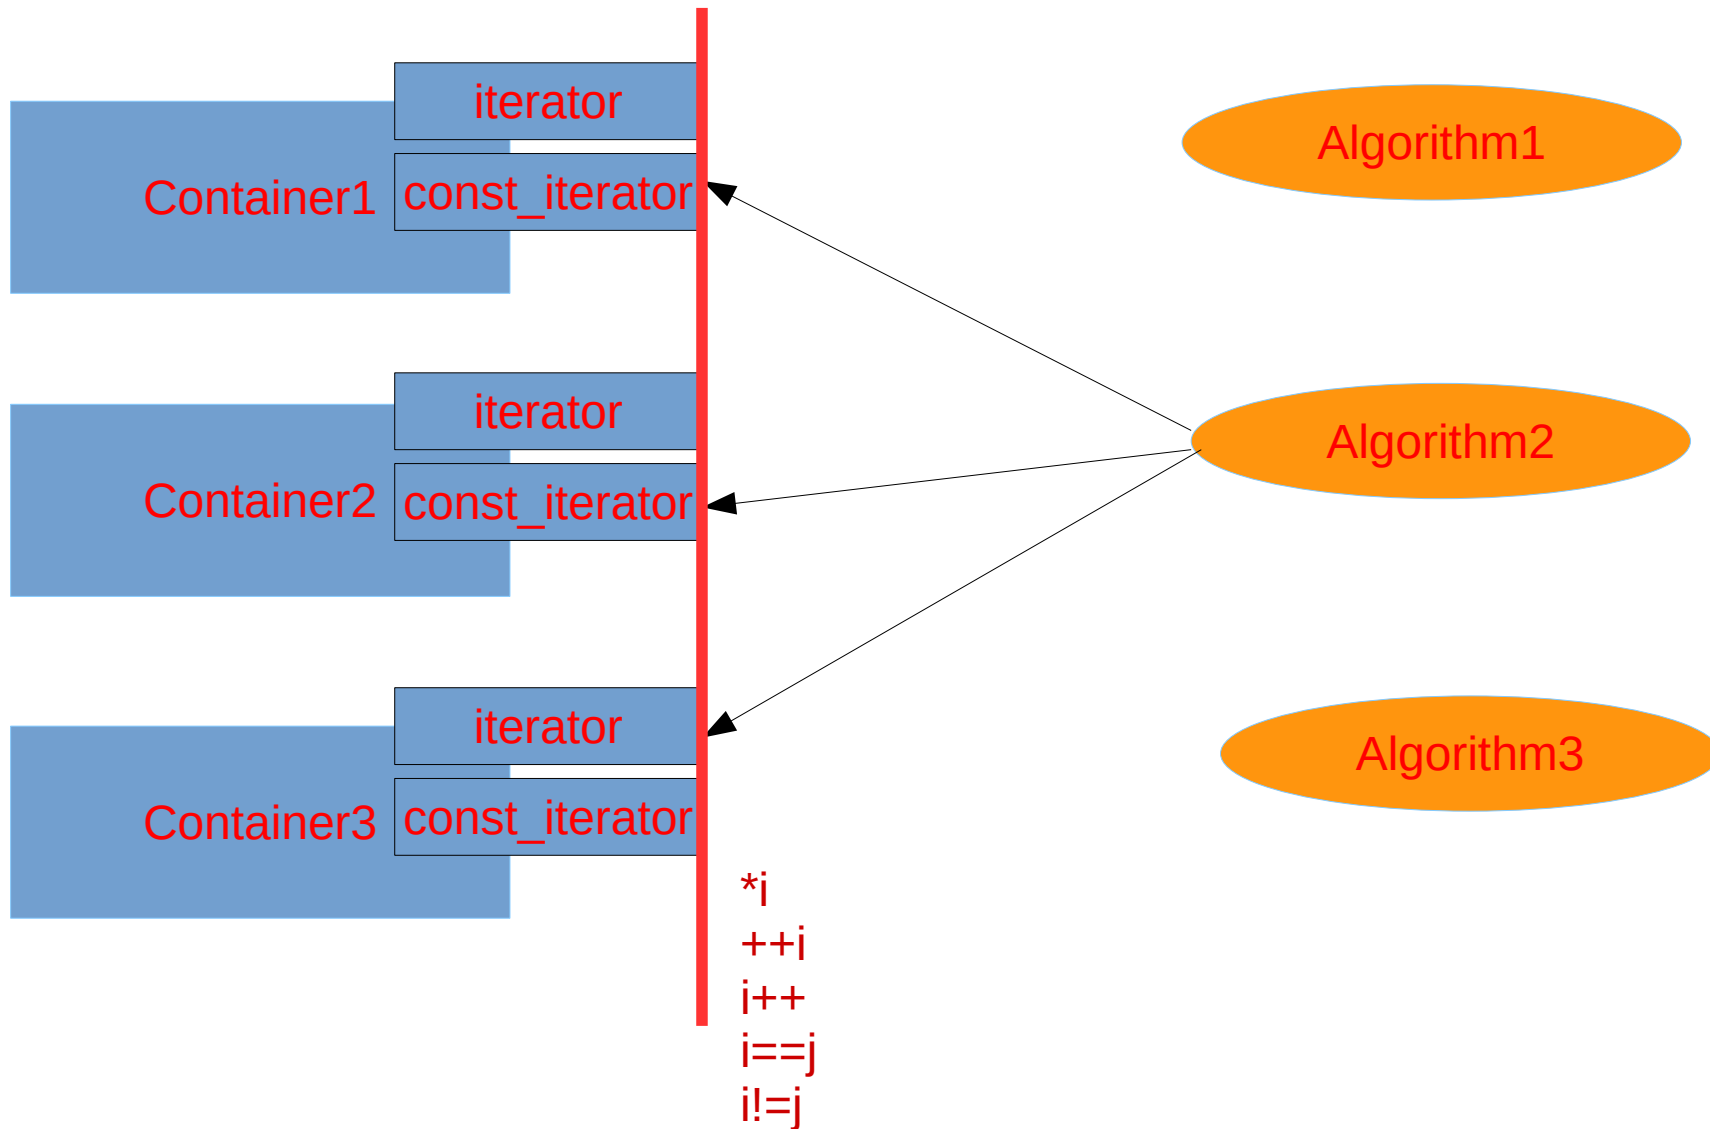 iterator
Container1
const_iterator
Algorithm1
iterator
Container2
const_iterator
Algorithm2
iterator
Container3
const_iterator
Algorithm3
*i
++i
i++
i==j
i!=j